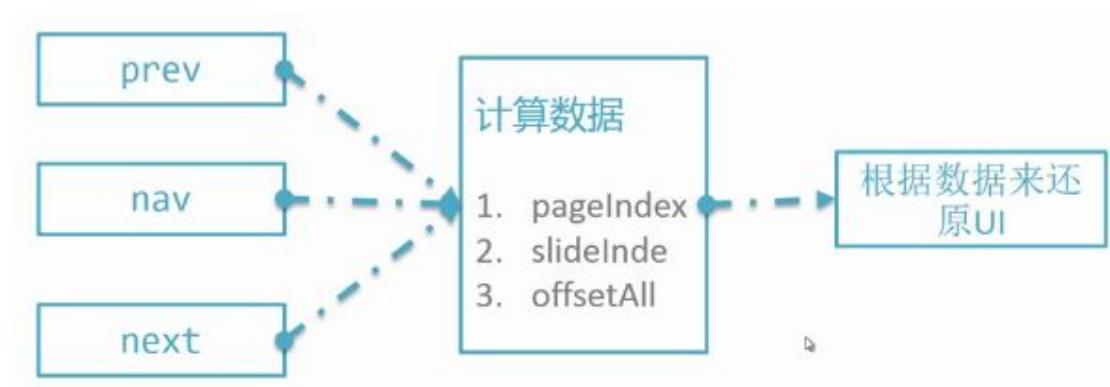 prev
nav
next
计算数据
1. pageIndex
2. slideInde
3. offsetAll
根据数据来还
原UI